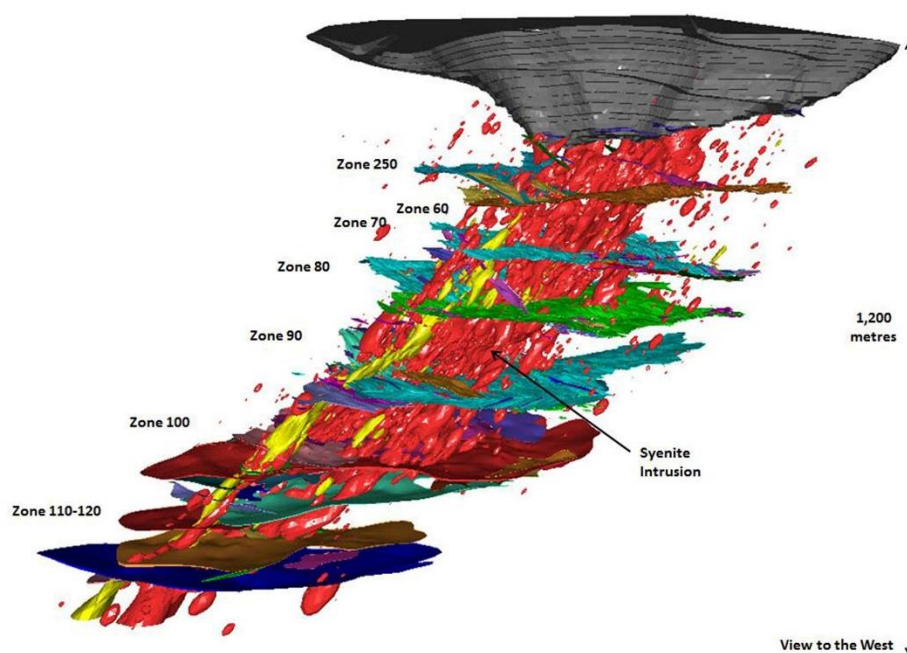 Zone 250
Zone 60
Zone 70
Zone 80
Zone 90
1,200
metres
Zone 100
Syenite
Intrusion
Zone 110-120
View to the West